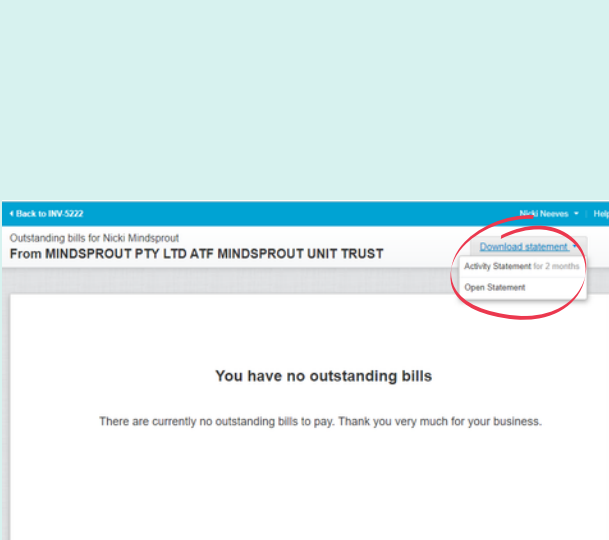 Back to INV-5222
Nicki Neeves
Help
Outstanding bills for Nicki Mindsprout
From MINDSPROUT PTY LTD ATF MINDSPROUT UNIT TRUST
Download statement
Activity Statement for 2 months
Open Statement
You have no outstanding bills
There are currently no outstanding bills to pay. Thank you very much for your business.